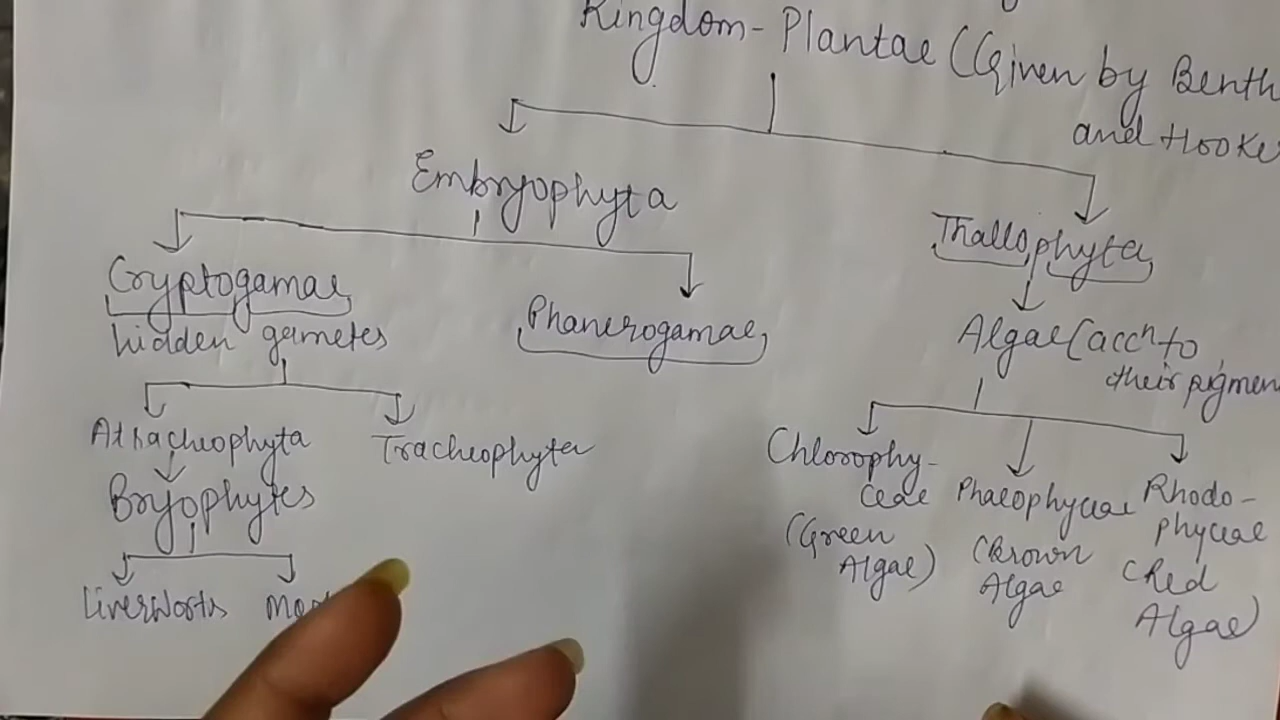 Kingdom - Plantae (Given by Benth
and Hooke
Embryophyta
Thallophyta
Cryptogamae
hidden gametes
Phanerogamae
Algae (accn to
their pigmen
Atracheophyta
Tracheophyta
Bryophytes
Liverworts
Chlorophy-
ceae
(Green
Algae)
Phaeophyceae
(Brown
Algae
Rhodo-
phyceae
(Red
Algae)